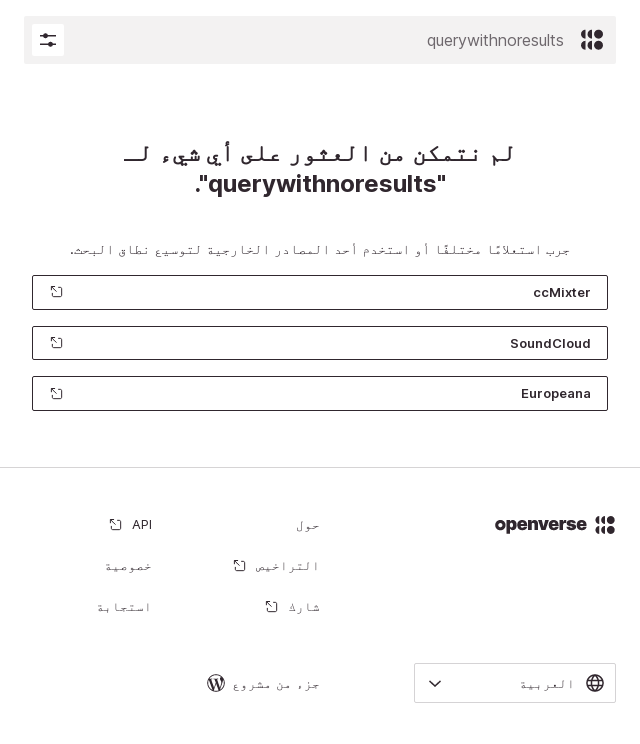 querywithnoresults
لم نتمكن من العثور على أي شيء لـ
"querywithnoresults".
جرب استعلامًا مختلفًا أو استخدم أحد المصادر الخارجية لتوسيع نطاق البحث.
ccMixter
SoundCloud
Europeana
openverse
حول
API
التراخيص
خصوصية
شارك
استجابة
العربية
جزء من مشروع